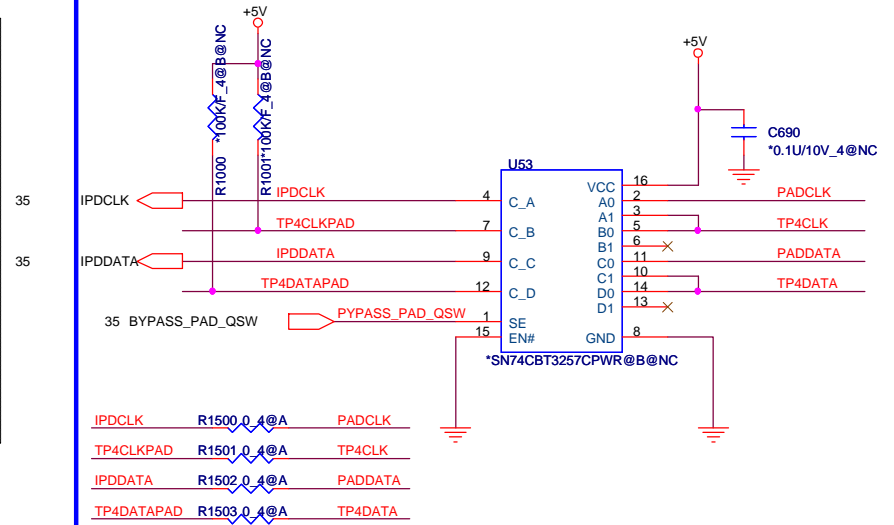 +5V
+5V
R1000 *100K/F_4@B@NC
R1001*100K/F_4@B@NC
C690
*0.1U/10V_4@NC
U53
35 IPDCLK
IPDCLK
TP4CLKPAD
35 IPDDATA
IPDDATA
TP4DATAPAD
35 BYPASS_PAD_QSW
PYPASS_PAD_QSW
4 C_A
7 C_B
9 C_C
12 C_D
1 SE
15 EN#
VCC 16
A0 2 PADCLK
A1 3
B0 5 TP4CLK
B1 6
C0 11 PADDATA
C1 10
D0 14 TP4DATA
D1 13
GND 8
*SN74CBT3257CPWR@B@NC
IPDCLK R1500 0_4@A PADCLK
TP4CLKPAD R1501 0_4@A TP4CLK
IPDDATA R1502 0_4@A PADDATA
TP4DATAPAD R1503 0_4@A TP4DATA